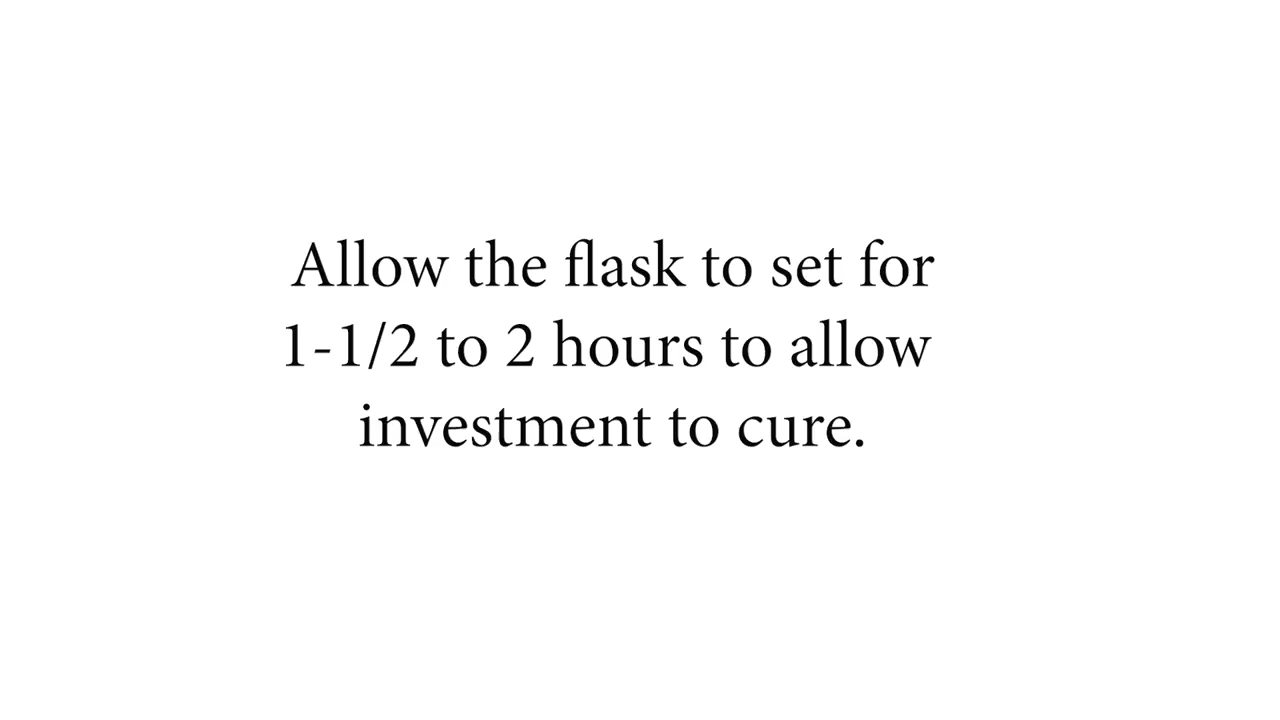 Allow the flask to set for
1-1/2 to 2 hours to allow
investment to cure.